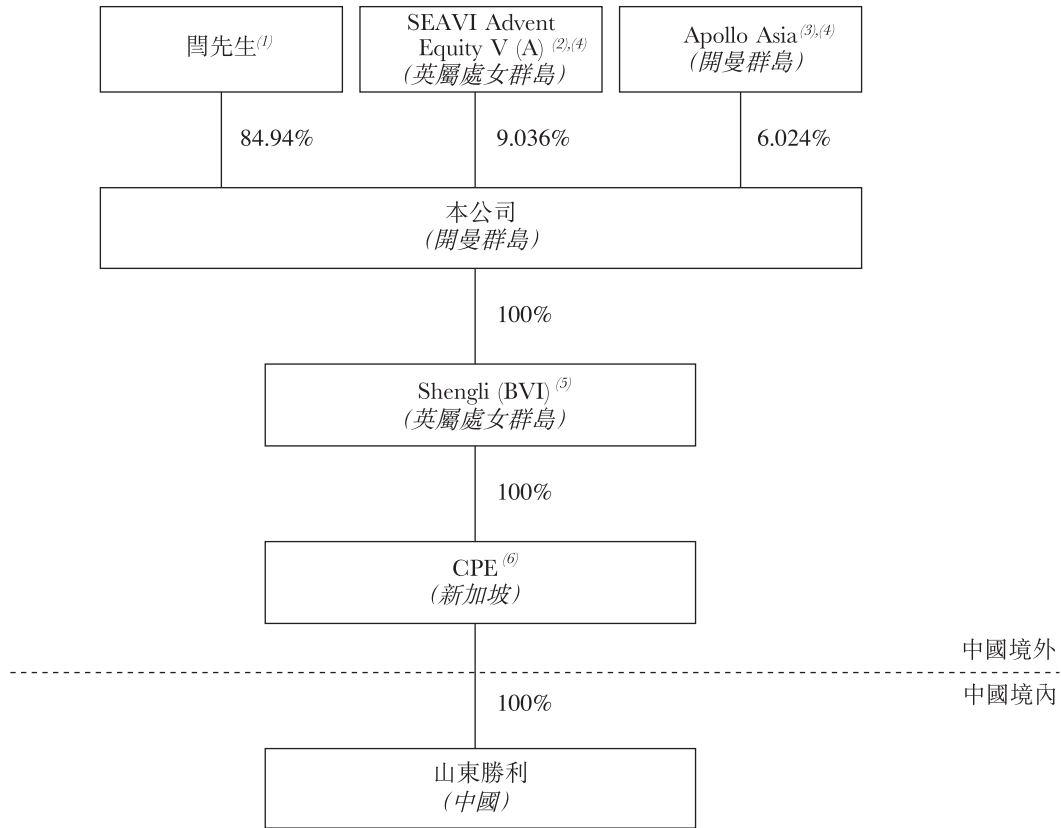 閆先生(1)
SEAVI Advent
Equity V (A) (2),(4)
(英屬處女群島)
Apollo Asia(3),(4)
(開曼群島)
84.94%
9.036%
6.024%
本公司
(開曼群島)
100%
Shengli (BVI) (5)
(英屬處女群島)
100%
CPE (6)
(新加坡)
中國境外
中國境內
100%
山東勝利
(中國)